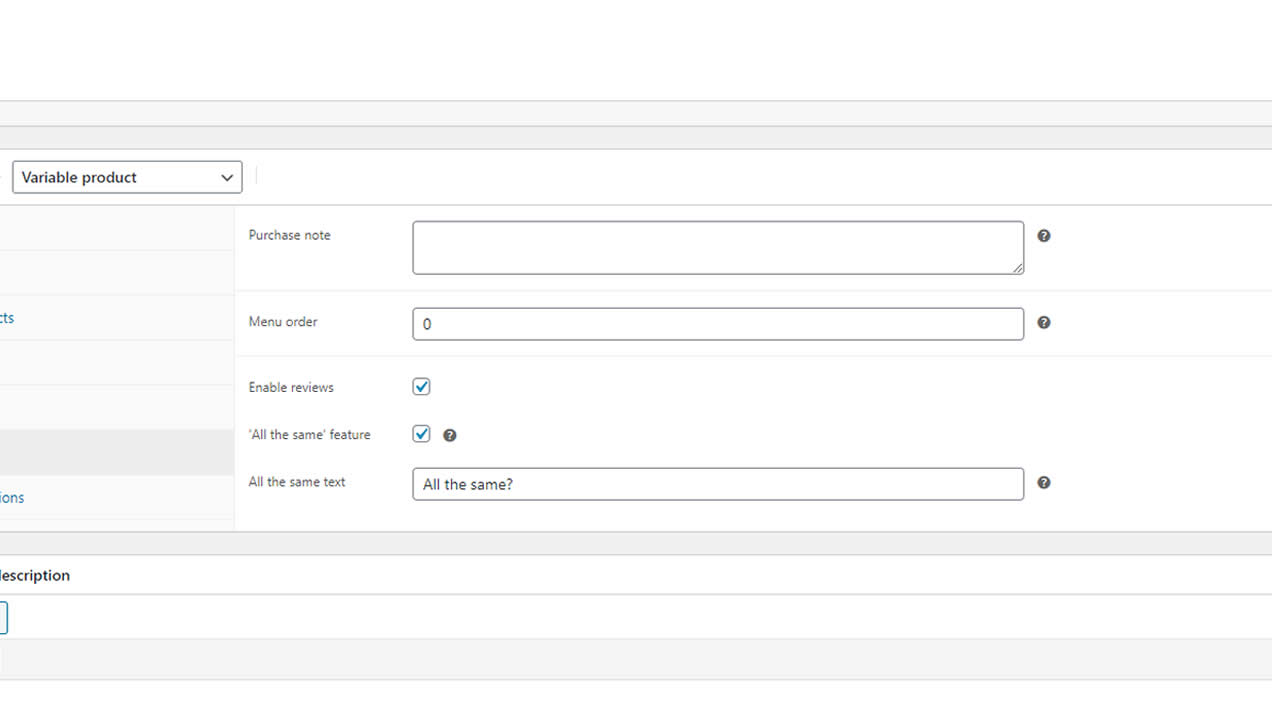 Variable product
Purchase note
cts
Menu order
0
Enable reviews
'All the same' feature
All the same text
All the same?
ions
description